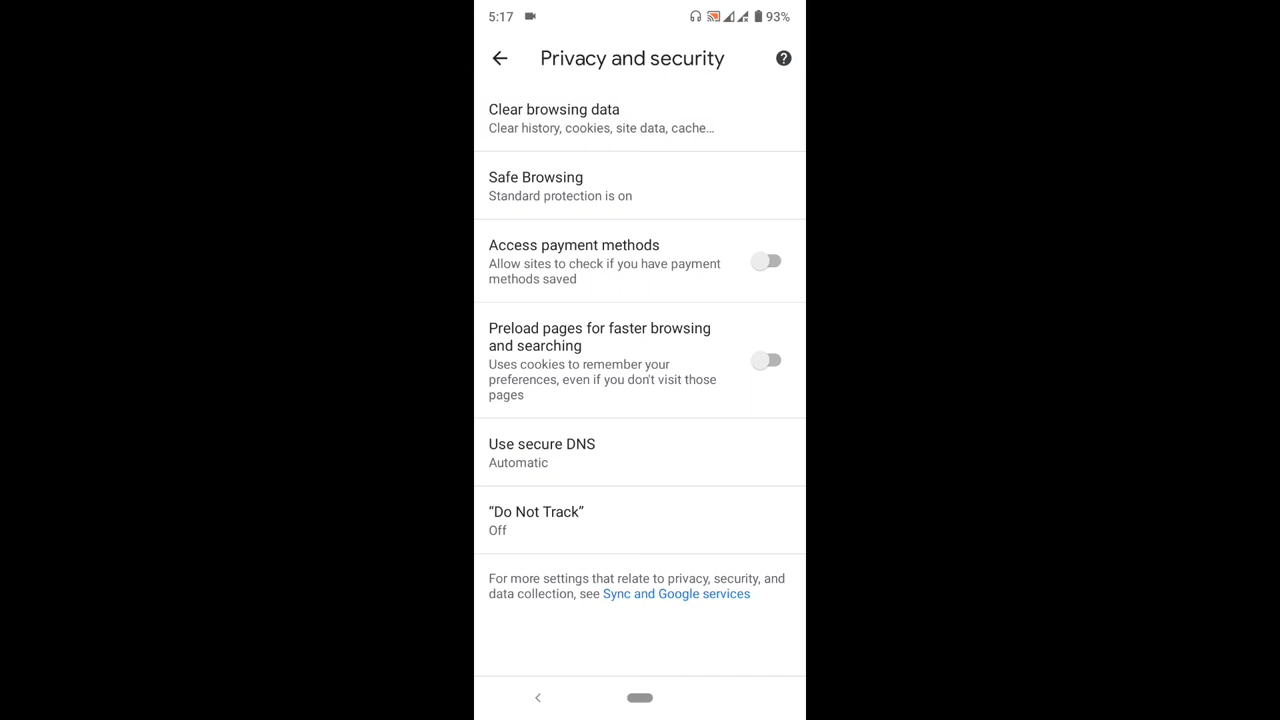 5:17
93%
Privacy and security
Clear browsing data
Clear history, cookies, site data, cache…
Safe Browsing
Standard protection is on
Access payment methods
Allow sites to check if you have payment
methods saved
Preload pages for faster browsing
and searching
Uses cookies to remember your
preferences, even if you don't visit those
pages
Use secure DNS
Automatic
“Do Not Track”
Off
For more settings that relate to privacy, security, and
data collection, see Sync and Google services